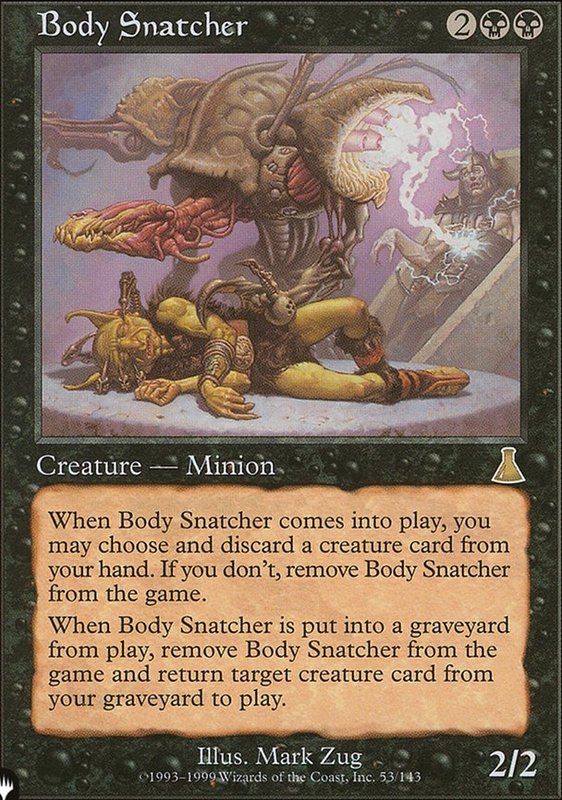 Body Snatcher 2
Creature — Minion
When Body Snatcher comes into play, you
may choose and discard a creature card from
your hand. If you don't, remove Body Snatcher
from the game.
When Body Snatcher is put into a graveyard
from play, remove Body Snatcher from the
game and return target creature card from
your graveyard to play.
Illus. Mark Zug
©1993–1999 Wizards of the Coast, Inc. 53/143
2/2